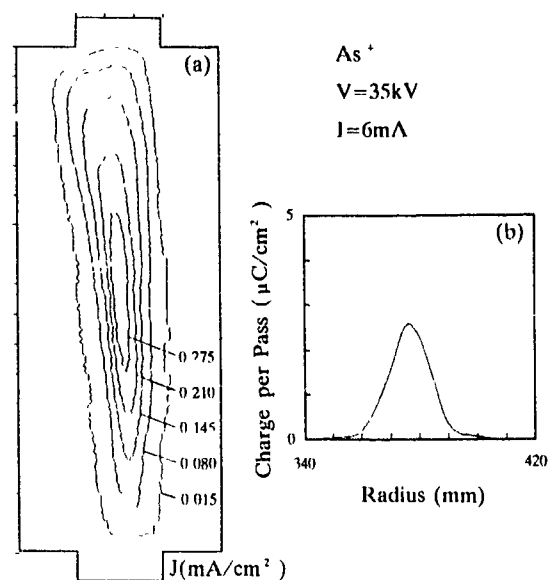 (a)
As+
V=35kV
J=6mA
0 275
0 210
0 145
0 080
0 015
J(mA/cm²)
(b)
Charge per Pass (μC/cm²)
5
0
340
420
Radius (mm)